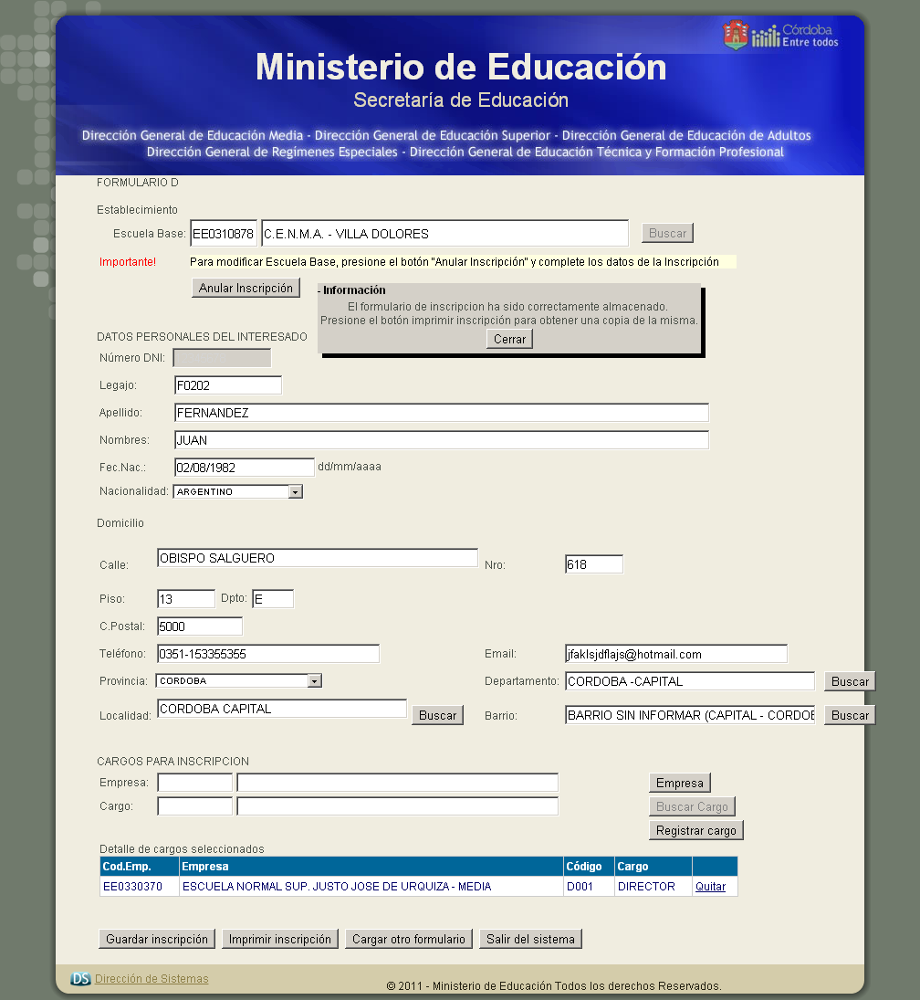 Córdoba
Entre todos
Ministerio de Educación
Secretaría de Educación
Dirección General de Educación Media - Dirección General de Educación Superior - Dirección General de Educación de Adultos
Dirección General de Regímenes Especiales - Dirección General de Educación Técnica y Formación Profesional
FORMULARIO D
Establecimiento
Escuela Base: EE0310878 C.E.N.M.A. - VILLA DOLORES Buscar
Importante! Para modificar Escuela Base, presione el botón "Anular Inscripción" y complete los datos de la Inscripción
Anular Inscripción
- Información
El formulario de inscripcion ha sido correctamente almacenado.
Presione el botón imprimir inscripción para obtener una copia de la misma.
Cerrar
DATOS PERSONALES DEL INTERESADO
Número DNI:
Legajo: F0202
Apellido: FERNANDEZ
Nombres: JUAN
Fec.Nac.: 02/08/1982 dd/mm/aaaa
Nacionalidad: ARGENTINO
Domicilio
Calle: OBISPO SALGUERO Nro: 618
Piso: 13 Dpto: E
C.Postal: 5000
Teléfono: 0351-153355355 Email: jfaklsjdflajs@hotmail.com
Provincia: CORDOBA Departamento: CORDOBA -CAPITAL Buscar
Localidad: CORDOBA CAPITAL Buscar Barrio: BARRIO SIN INFORMAR (CAPITAL - CORDOB Buscar
CARGOS PARA INSCRIPCION
Empresa: Empresa
Cargo: Buscar Cargo
Registrar cargo
Detalle de cargos seleccionados
Cod.Emp. Empresa Código Cargo
EE0330370 ESCUELA NORMAL SUP. JUSTO JOSE DE URQUIZA - MEDIA D001 DIRECTOR Quitar
Guardar inscripción Imprimir inscripción Cargar otro formulario Salir del sistema
DS Dirección de Sistemas
© 2011 - Ministerio de Educación Todos los derechos Reservados.